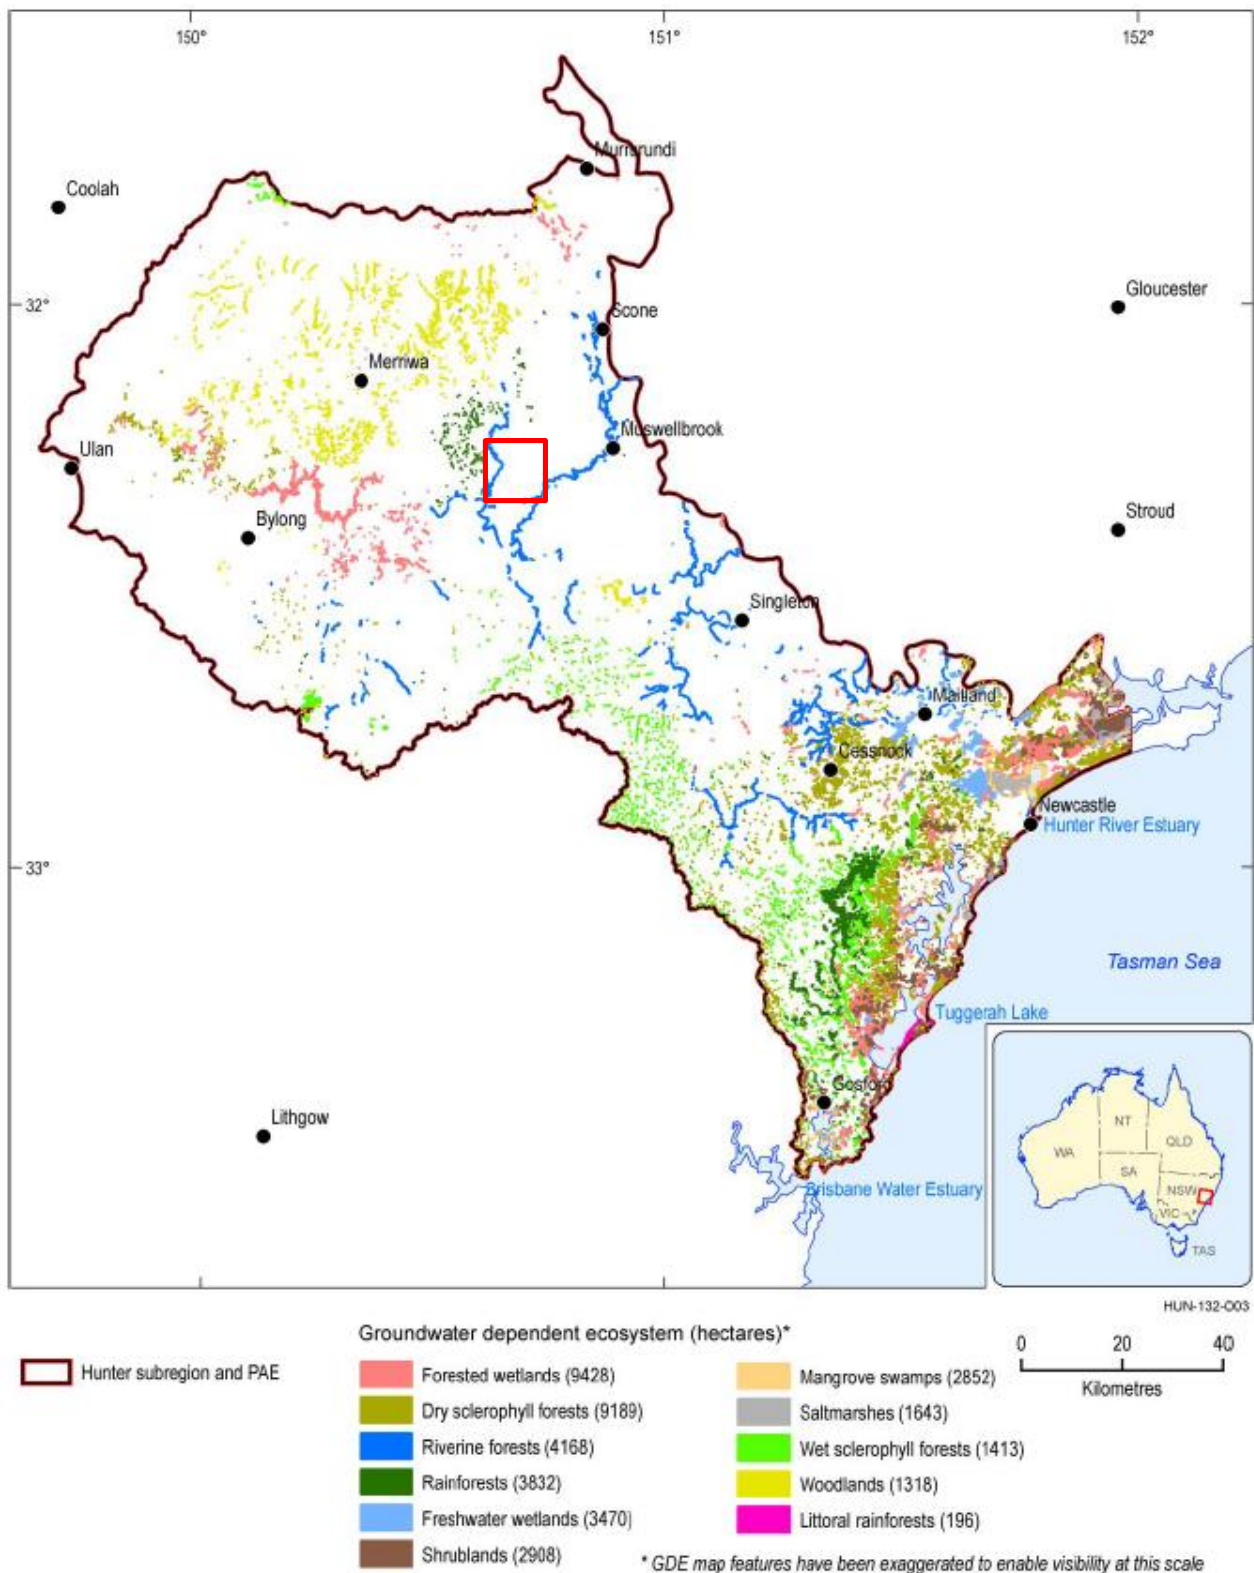 150° 151° 152°
Murrurundi
Coolah
Gloucester
32°
Scone
Merriwa
Muswellbrook
Ulan
Stroud
Bylong
Singleton
Maitland
Cessnock
Newcastle
Hunter River Estuary
33°
Tasman Sea
Tuggerah Lake
Gosford
Lithgow
Brisbane Water Estuary
NT
WA
QLD
SA
NSW
VIC
TAS
HUN-132-003
Groundwater dependent ecosystem (hectares)*
0 20 40
Kilometres
Hunter subregion and PAE
Forested wetlands (9428)
Dry sclerophyll forests (9189)
Riverine forests (4168)
Rainforests (3832)
Freshwater wetlands (3470)
Shrublands (2908)
Mangrove swamps (2852)
Saltmarshes (1643)
Wet sclerophyll forests (1413)
Woodlands (1318)
Littoral rainforests (196)
* GDE map features have been exaggerated to enable visibility at this scale